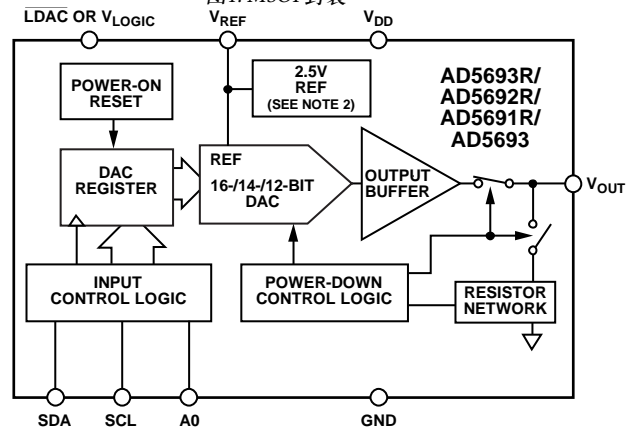 图1. MSOP封装
LDAC OR VLOGIC
VREF
VDD
POWER-ON
RESET
2.5V
REF
(SEE NOTE 2)
AD5693R/
AD5692R/
AD5691R/
AD5693
DAC
REGISTER
REF
16-/14-/12-BIT
DAC
OUTPUT
BUFFER
VOUT
INPUT
CONTROL LOGIC
POWER-DOWN
CONTROL LOGIC
RESISTOR
NETWORK
SDA
SCL
A0
GND